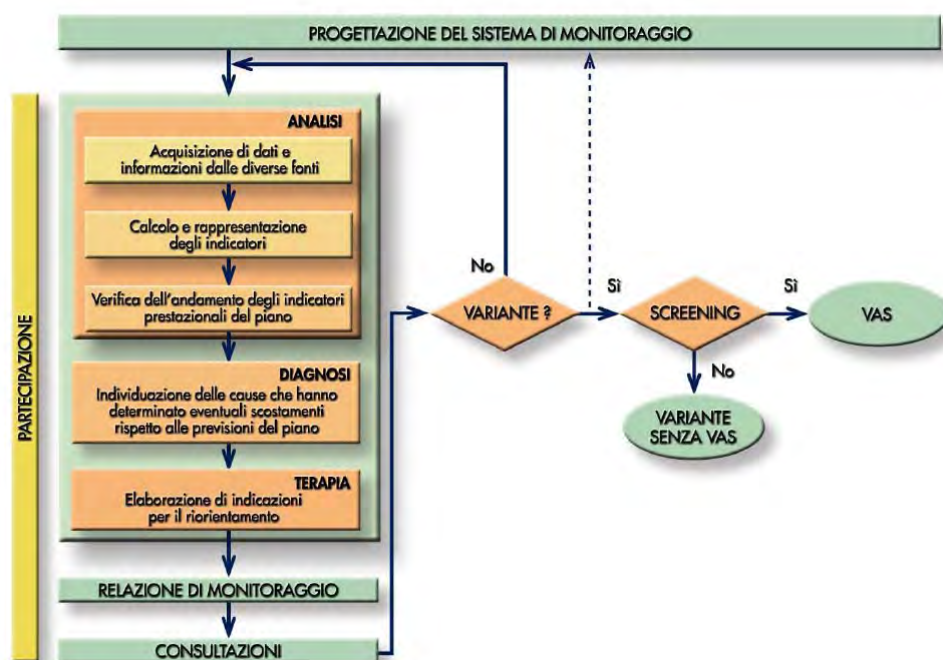 PROGETTAZIONE DEL SISTEMA DI MONITORAGGIO
PARTECIPAZIONE
ANALISI
Acquisizione di dati e
informazioni dalle diverse fonti
Calcolo e rappresentazione
degli indicatori
Verifica dell'andamento degli indicatori
prestazionali del piano
DIAGNOSI
Individuazione delle cause che hanno
determinato eventuali scostamenti
rispetto alle previsioni del piano
TERAPIA
Elaborazione di indicazioni
per il riorientamento
RELAZIONE DI MONITORAGGIO
CONSULTAZIONI
No
VARIANTE ?
Sì
SCREENING
Sì
VAS
No
VARIANTE
SENZA VAS